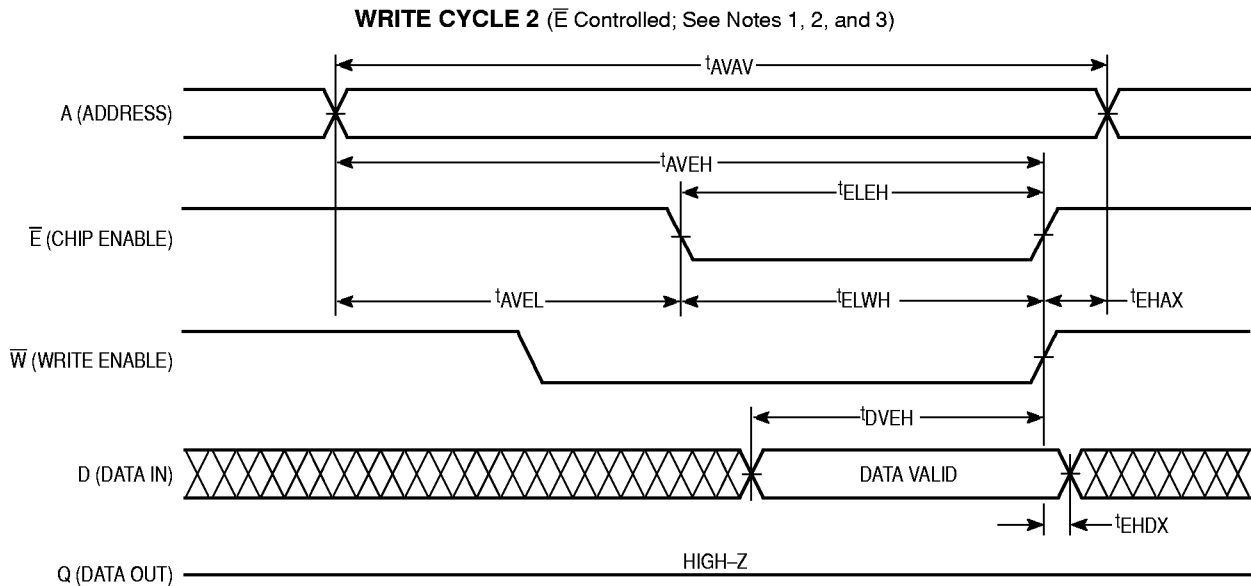 WRITE CYCLE 2 (E̅ Controlled; See Notes 1, 2, and 3)
tAVAV
A (ADDRESS)
tAVEH
tELEH
E̅ (CHIP ENABLE)
tAVEL
tELWH
tEHAX
W̅ (WRITE ENABLE)
tDVEH
D (DATA IN)
DATA VALID
tEHDX
HIGH–Z
Q (DATA OUT)